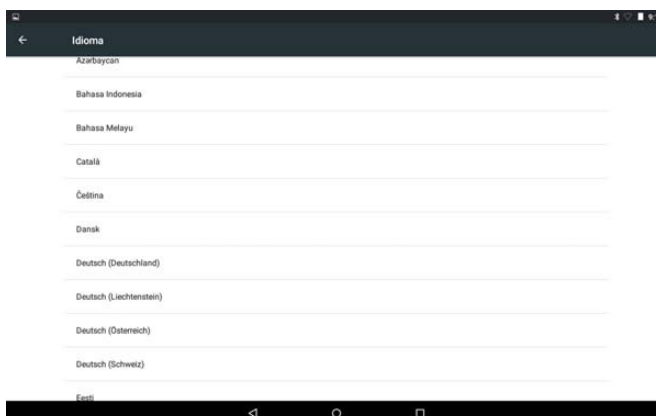 Idioma
Azərbaycan
Bahasa Indonesia
Bahasa Melayu
Català
Čeština
Dansk
Deutsch (Deutschland)
Deutsch (Liechtenstein)
Deutsch (Österreich)
Deutsch (Schweiz)
Eesti